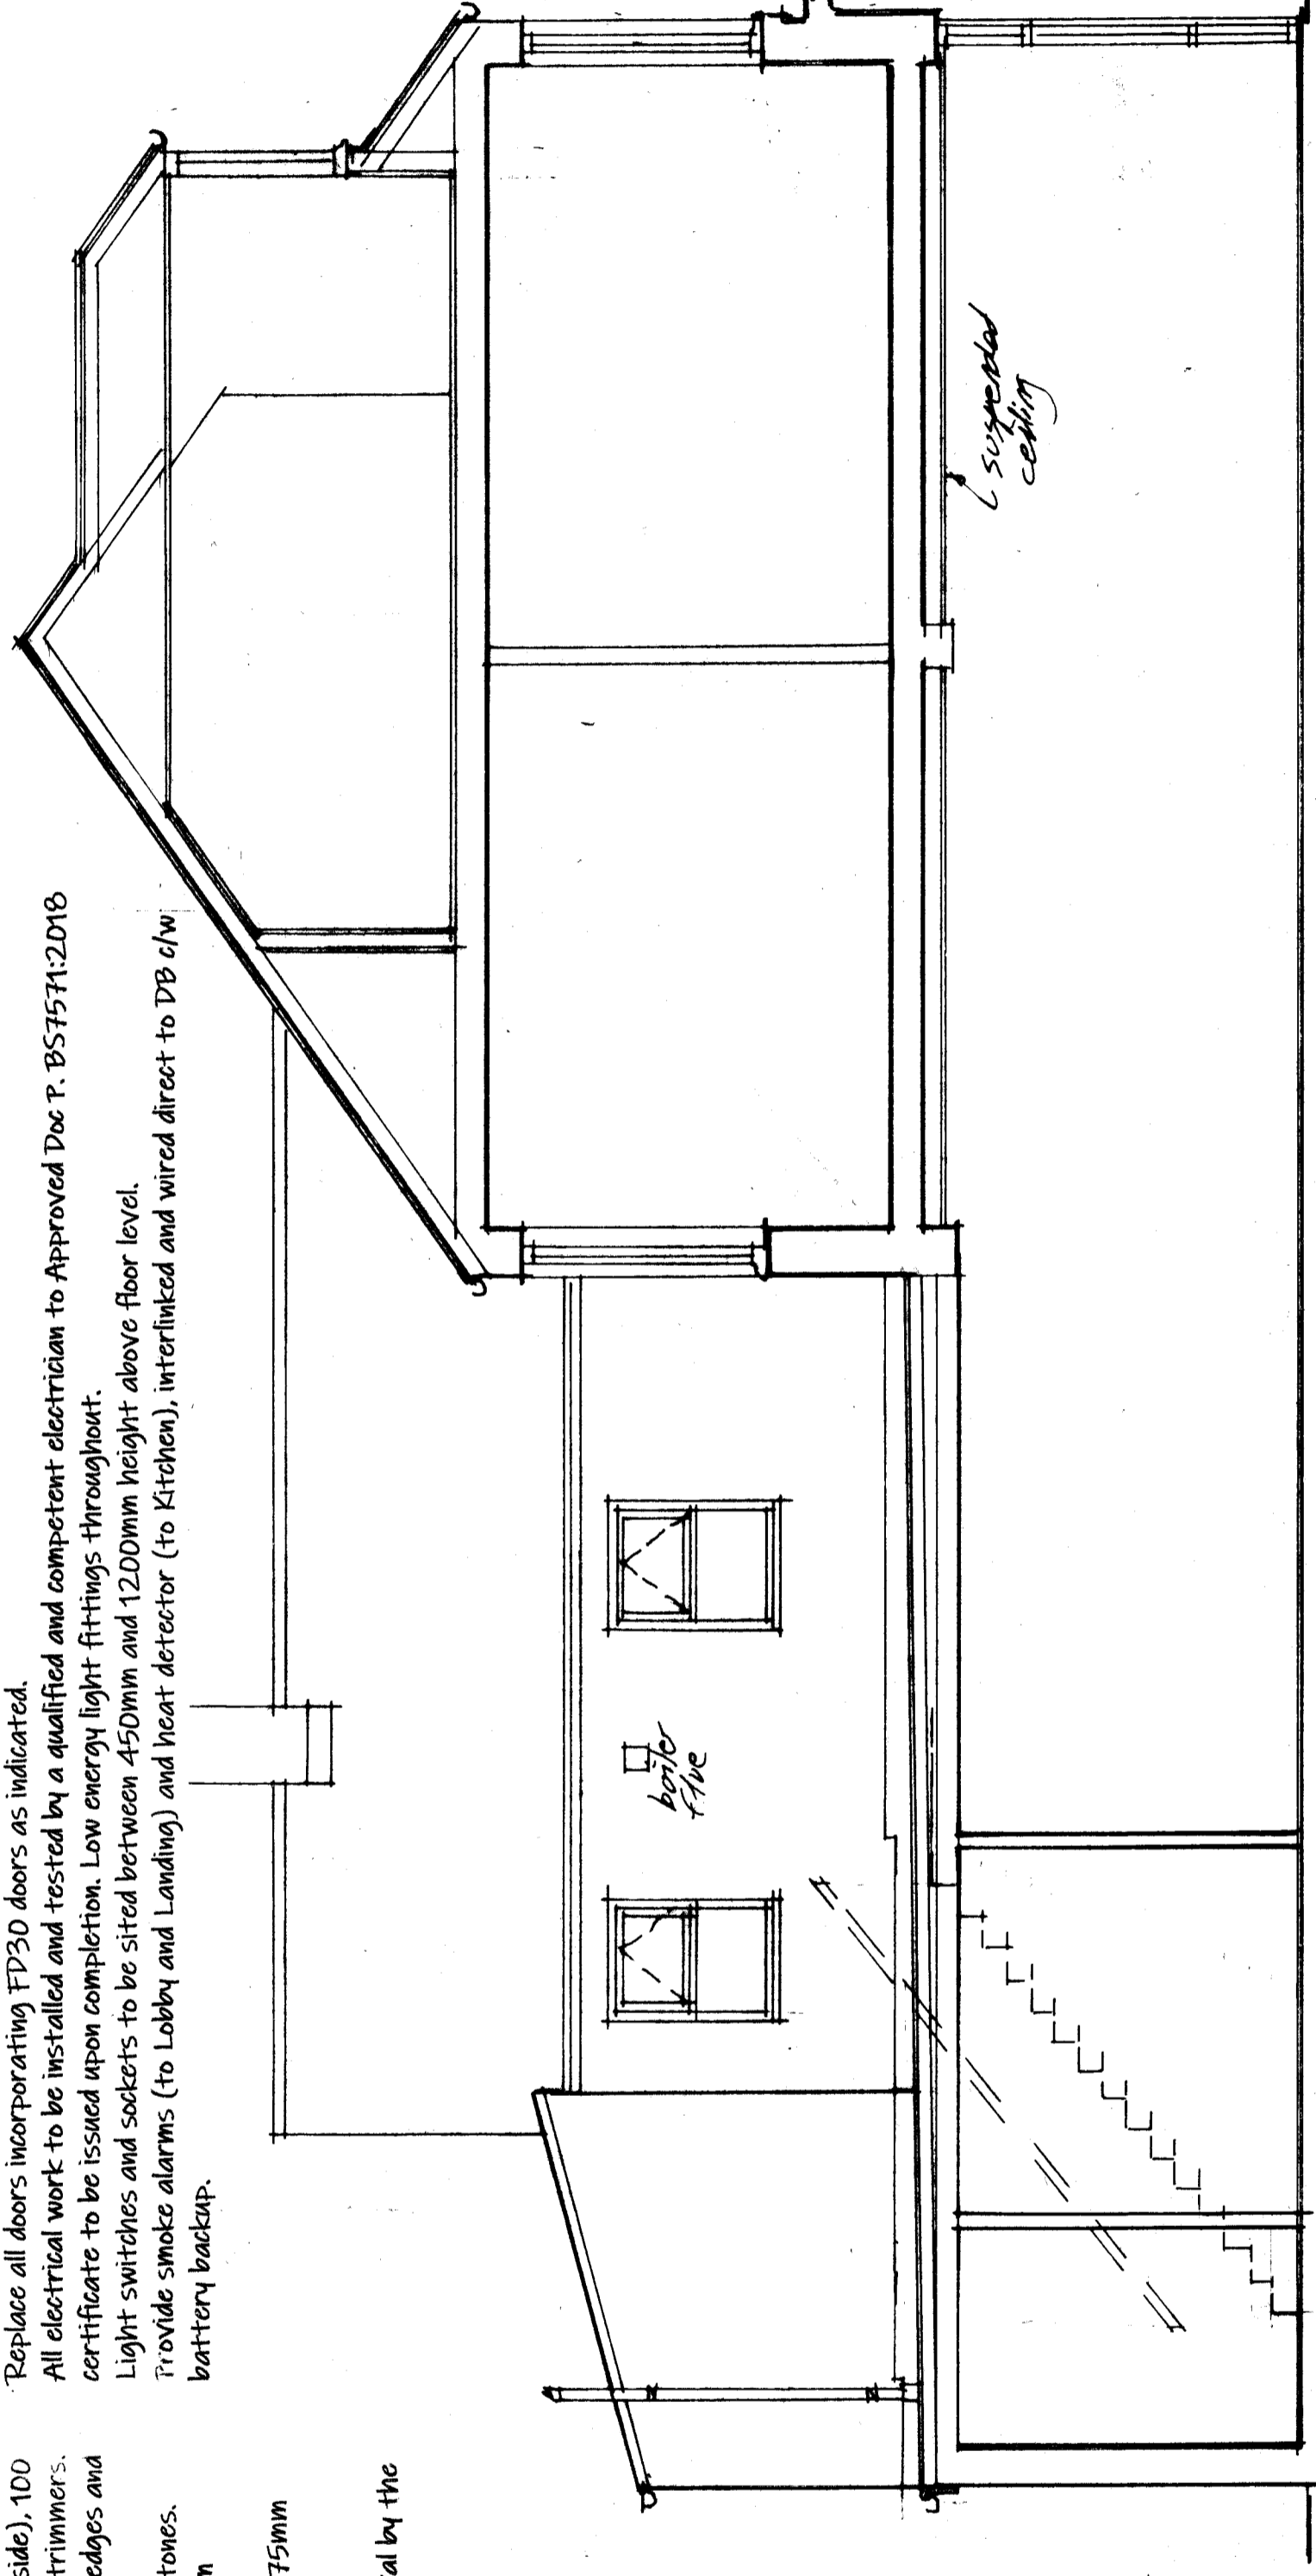 side), 100
trimmers.
edges and
tones.
m
75mm
al by the
Replace all doors incorporating FD30 doors as indicated.
All electrical work to be installed and tested by a qualified and competent electrician to Approved Doc P. BS7571:2018
certificate to be issued upon completion. Low energy light fittings throughout.
Light switches and sockets to be sited between 450mm and 1200mm height above floor level.
Provide smoke alarms (to Lobby and Landing) and heat detector (to Kitchen), interlinked and wired direct to DB c/w
battery backup.
boiler
flue
suspended
ceiling